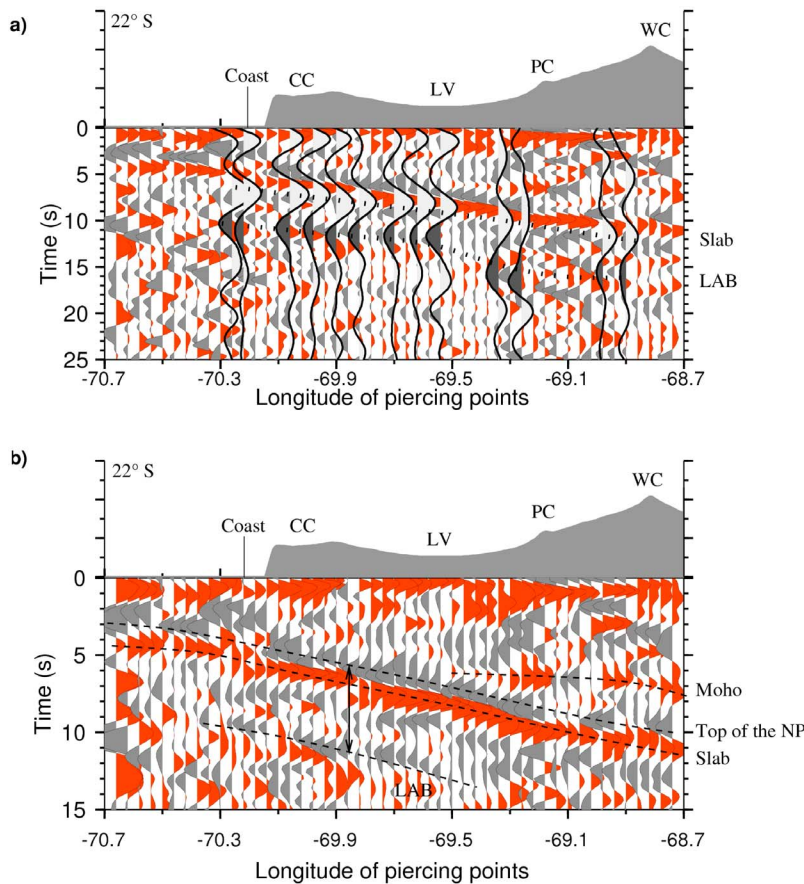 a)
22° S
WC
Coast
CC
LV
PC
0
5
10
15
20
25
Time (s)
Slab
LAB
-70.7
-70.3
-69.9
-69.5
-69.1
-68.7
Longitude of piercing points
b)
22° S
WC
Coast
CC
LV
PC
0
5
10
15
Time (s)
Moho
Top of the NP
Slab
LAB
-70.7
-70.3
-69.9
-69.5
-69.1
-68.7
Longitude of piercing points